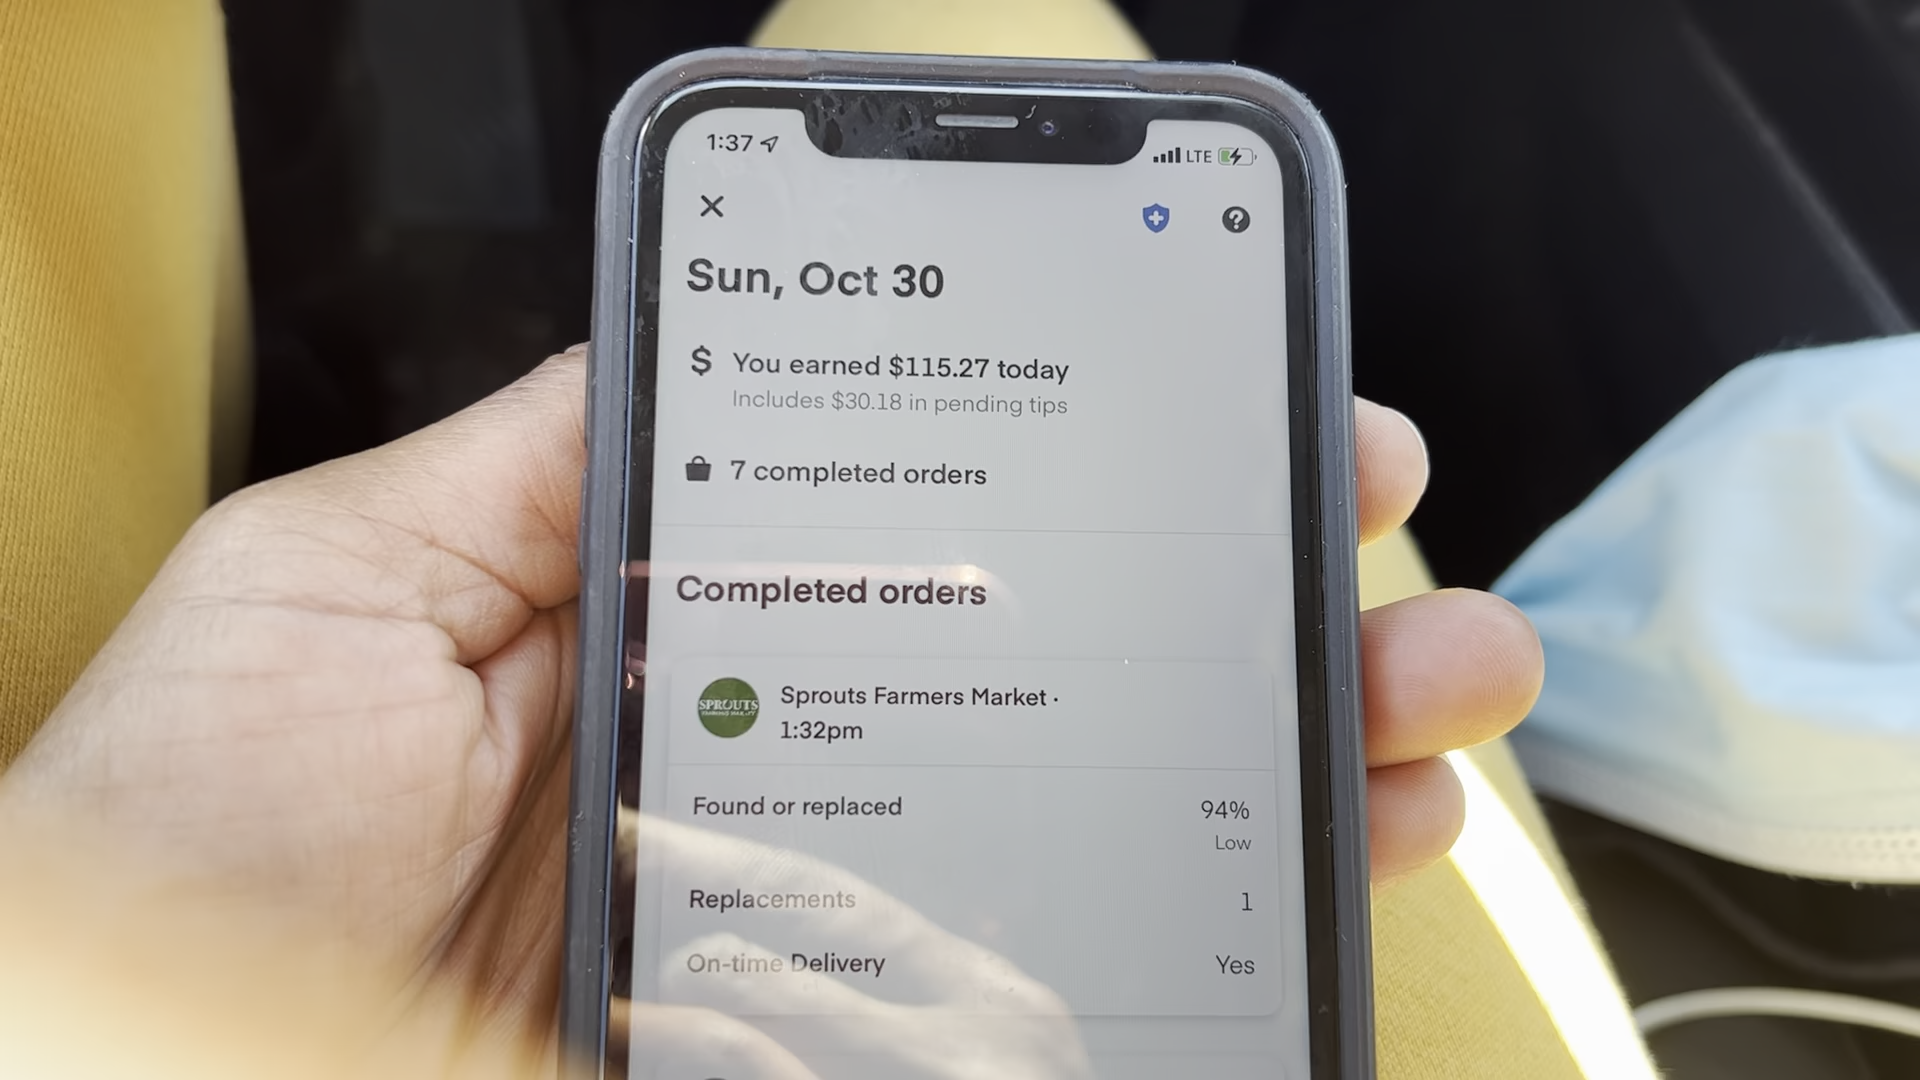 1:37
LTE
Sun, Oct 30
$ You earned $115.27 today
Includes $30.18 in pending tips
7 completed orders
Completed orders
SPROUTS
Sprouts Farmers Market ·
1:32pm
Found or replaced 94%
Low
Replacements 1
On-time Delivery Yes